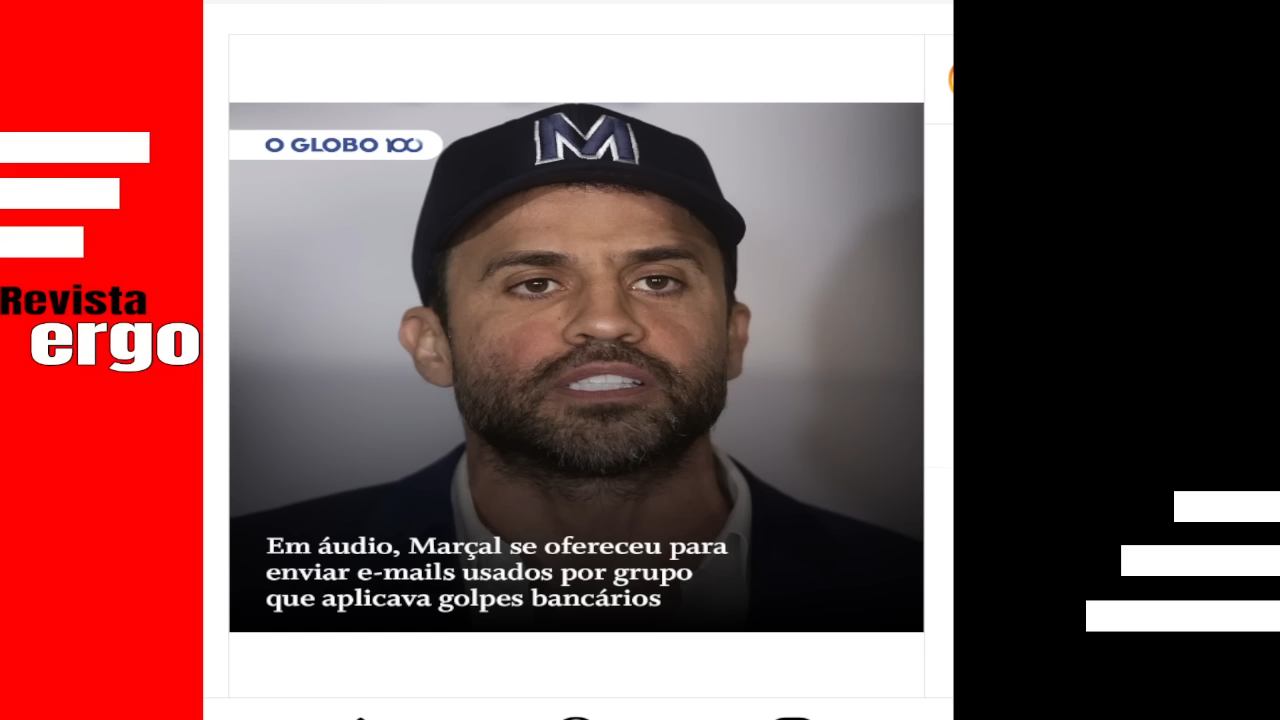 O GLOBO 100
M
Revista
ergo
Em áudio, Marçal se ofereceu para
enviar e-mails usados por grupo
que aplicava golpes bancários